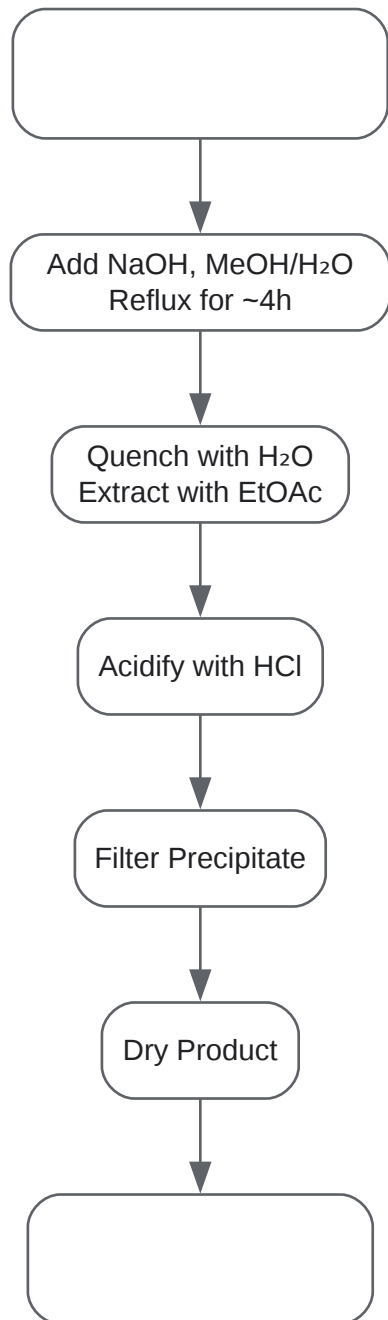 Add NaOH, MeOH/H₂O
Reflux for ~4h
Quench with H₂O
Extract with EtOAc
Acidify with HCl
Filter Precipitate
Dry Product